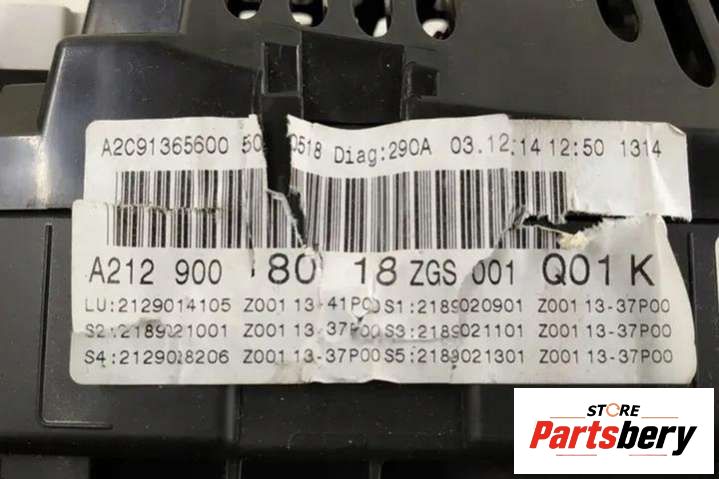 A2C91365600 50 0518 Diag:290A 03.12.14 12:50 1314
A212 900 80 18 ZGS 001 Q01 K
LU:2129014105 Z001 13-41P00 S1:2189020901 Z001 13-37P00
S2:2189021001 Z001 13-37P00 S3:2189021101 Z001 13-37P00
S4:2129028206 Z001 13-37P00 S5:2189021301 Z001 13-37P00
STORE
Partsbery